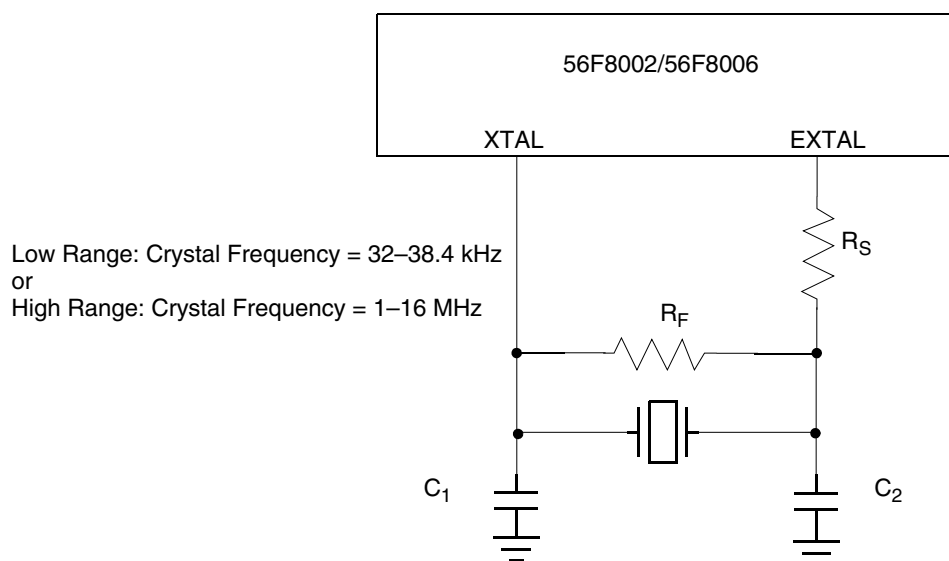 56F8002/56F8006
XTAL
EXTAL
Low Range: Crystal Frequency = 32–38.4 kHz
or
High Range: Crystal Frequency = 1–16 MHz
RS
RF
C1
C2